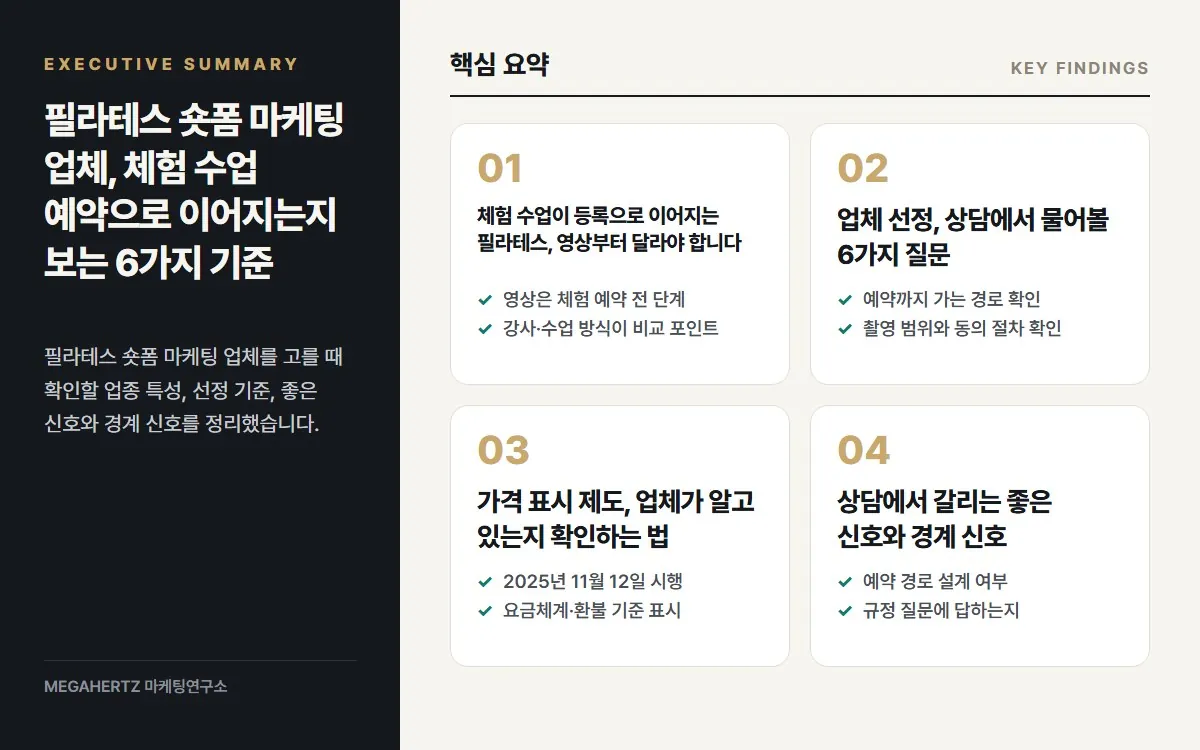 EXECUTIVE SUMMARY
필라테스 숏폼 마케팅
업체, 체험 수업
예약으로 이어지는지
보는 6가지 기준
필라테스 숏폼 마케팅 업체를 고를 때
확인할 업종 특성, 선정 기준, 좋은
신호와 경계 신호를 정리했습니다.
MEGAHERTZ 마케팅연구소
핵심 요약
KEY FINDINGS
01
체험 수업이 등록으로 이어지는
필라테스, 영상부터 달라야 합니다
영상은 체험 예약 전 단계
강사·수업 방식이 비교 포인트
02
업체 선정, 상담에서 물어볼
6가지 질문
예약까지 가는 경로 확인
촬영 범위와 동의 절차 확인
03
가격 표시 제도, 업체가 알고
있는지 확인하는 법
2025년 11월 12일 시행
요금체계·환불 기준 표시
04
상담에서 갈리는 좋은
신호와 경계 신호
예약 경로 설계 여부
규정 질문에 답하는지